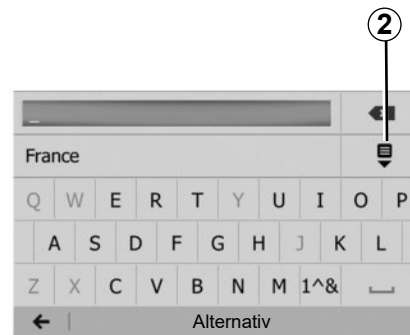 2
_
France
Q W E R T Y U I O P
A S D F G H J K L
Z X C V B N M 1^&
Alternativ